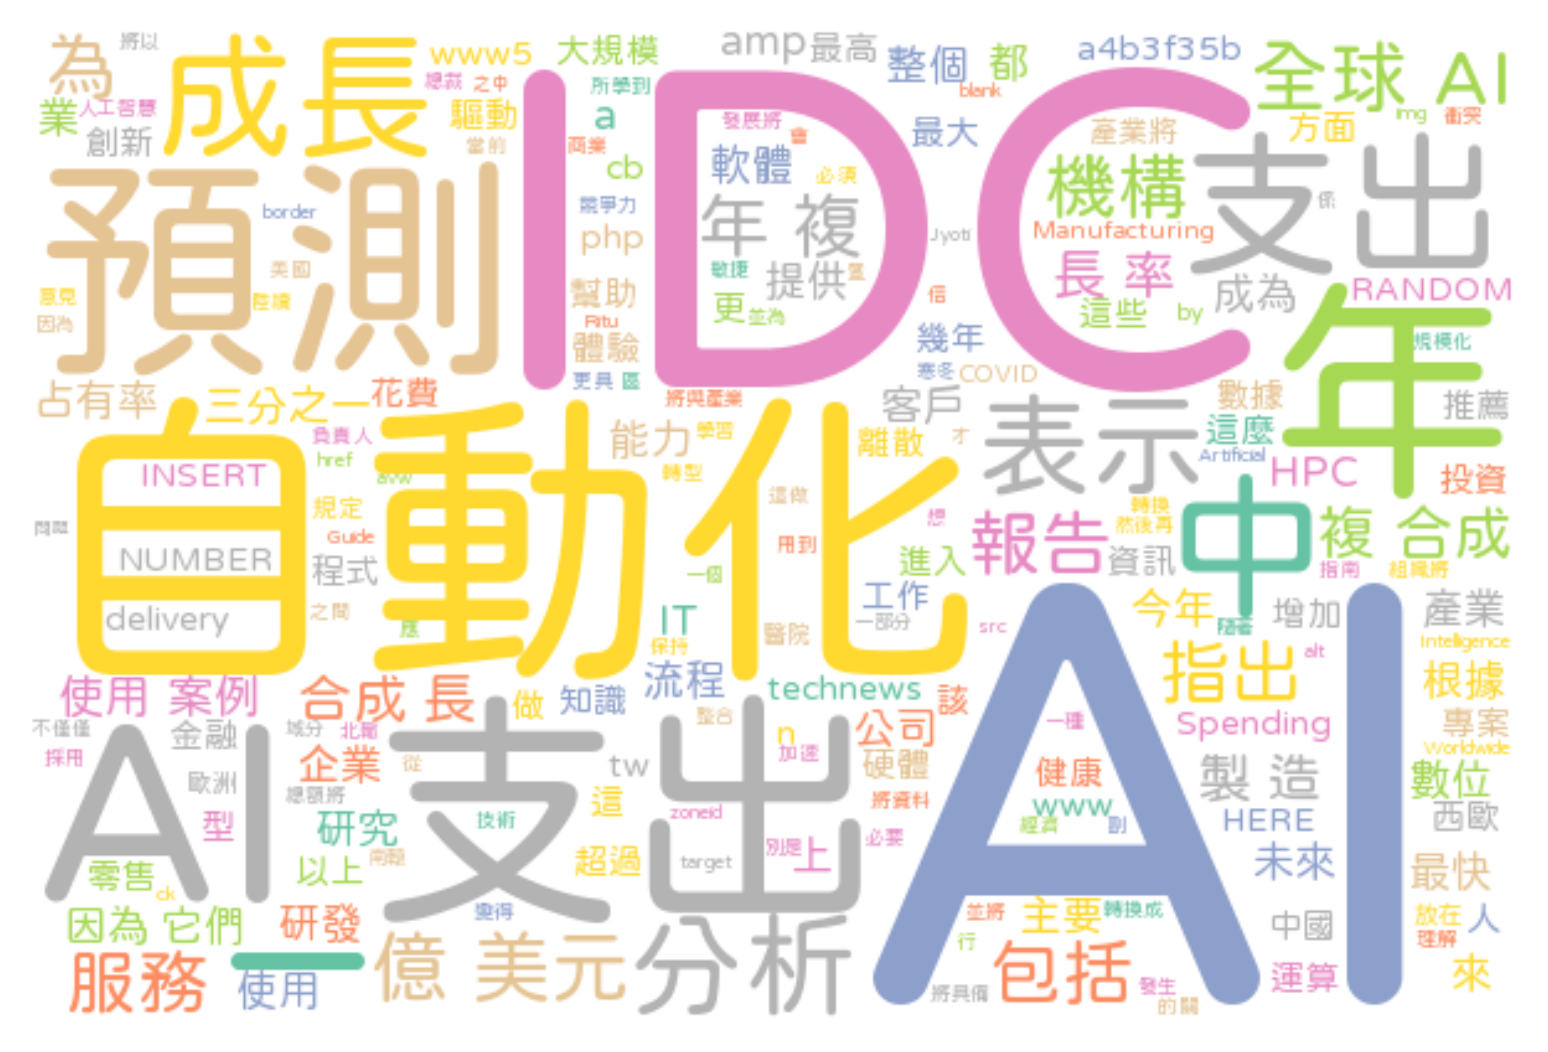 為
將以
成長
www5
大規模
amp
最高
整個
都
a4b3f35b
全球 AI
總裁
之中
所學到
blank
img
衝突
業
人工智慧
創新
驅動
當前
商業
a
發展將
會
最大
產業將
方面
cb
軟體
必須
機構
支出
係
預測
IDC
border
競爭力
php
年 複
Jyoti
Manufacturing
美國
敏捷
提供
長 率
成為
RANDOM
意見
因為
陸續
幫助
Ritu
更
並為
信
這些
by
年
規模化
體驗
幾年
更具
區
寒冬
COVID
占有率
三分之一
花費
將與產業
客戶
數據
推薦
表示
這麼
負責人
能力
學習
離散
才
Artificial
HPC
投資
href
轉型
自動化
INSERT
規定
這做
想
轉換
然後再
中
複 合成
Guide
用到
報告
資訊
NUMBER
程式
一個
進入
指南
組織將
delivery
之間
應
IT
保持
醫院
工作
一部分
src
今年
隨著
增加
產業
Intelligence
AI
使用 案例
合成 長
做
知識
流程
technews
該
指出
alt
根據
不僅僅
採用
金融
域分
企業
從
整合
n
加速
公司
一種
Spending
專案
Worldwide
AI 支出
歐洲
總額將
tw
硬體
健康
製 造
數位
型
研究
技術
這
zoneid
將資料
www
經濟
副
HERE
西歐
零售
ck
以上
超過
target
別是
上
必要
未來
最快
因為 它們
研發
變得
並將
主要
轉換成
中國
放在
理解
人
服務
一
使用
億 美元
分析
行
將具備
包括
發生
的關
運算
來